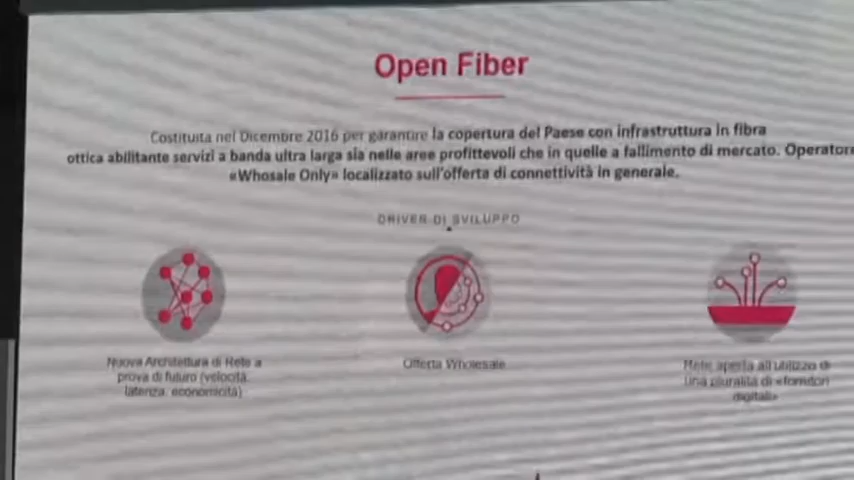 Open Fiber
Costituita nel Dicembre 2016 per garantire la copertura del Paese con infrastruttura in fibra
ottica abilitante servizi a banda ultra larga sia nelle aree profittevoli che in quelle a fallimento di mercato. Operatore
«Whosale Only» localizzato sull'offerta di connettività in generale.
DRIVER DI SVILUPPO
Nuova Architettura di Rete a
prova di futuro (velocità,
latenza, economicità)
Offerta Wholesale
Rete aperta all'utilizzo di
una pluralità di «fornitori
digitali»